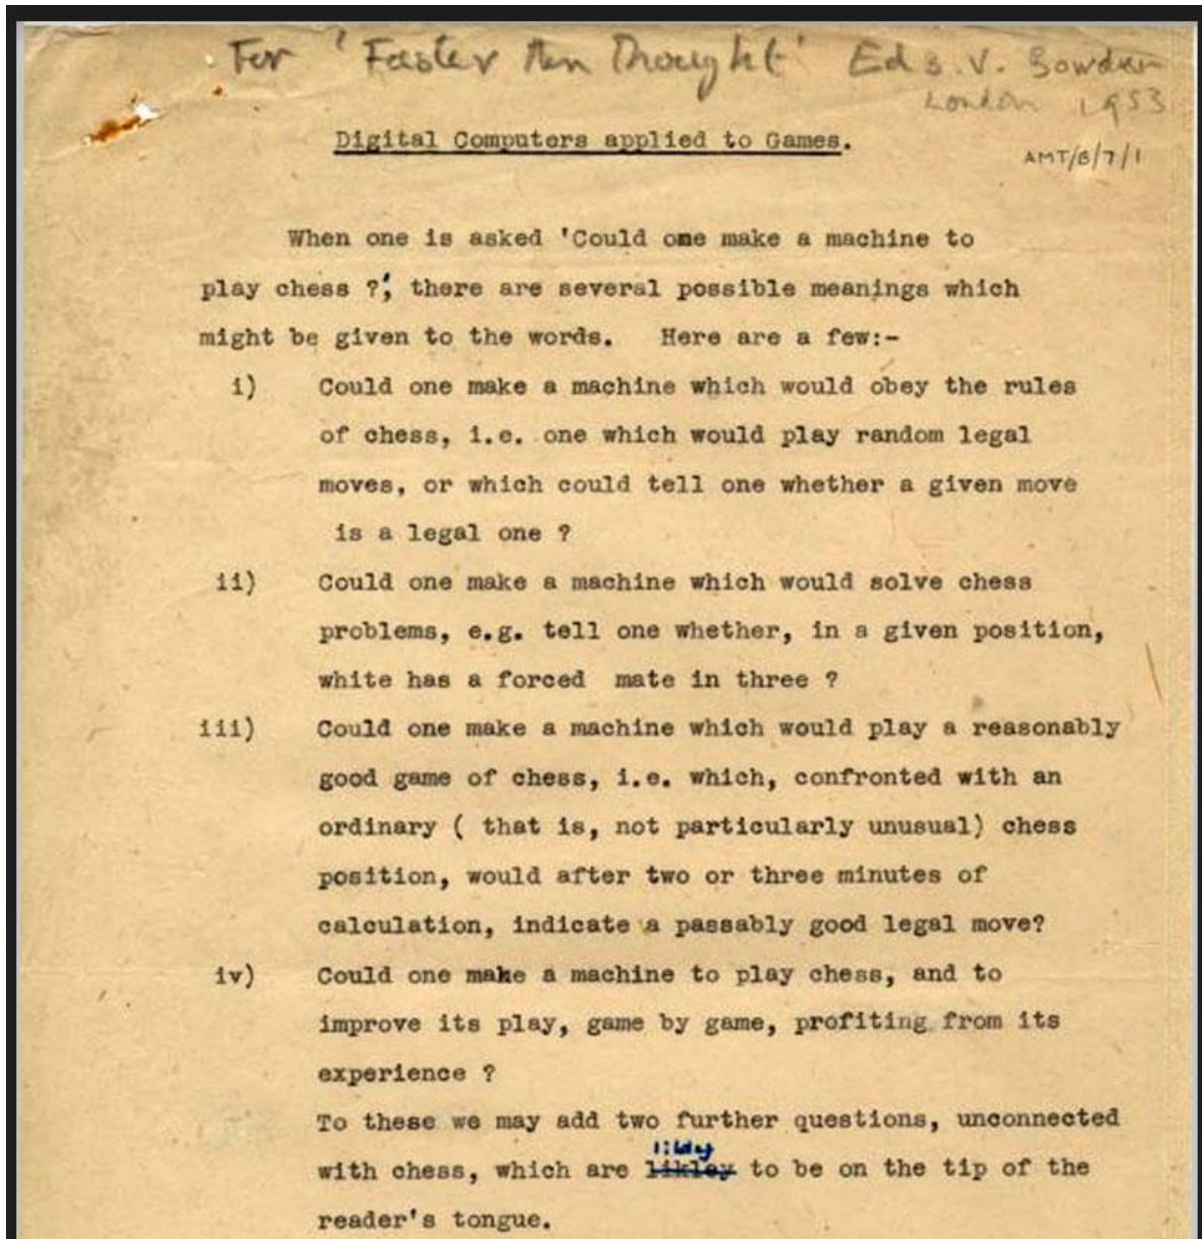 For 'Faster than Thought' Ed B. V. Bowden
London 1953
Digital Computers applied to Games.
AMT/B/7/1
When one is asked 'Could one make a machine to
play chess ?', there are several possible meanings which
might be given to the words. Here are a few:-
i) Could one make a machine which would obey the rules
of chess, i.e. one which would play random legal
moves, or which could tell one whether a given move
is a legal one ?
ii) Could one make a machine which would solve chess
problems, e.g. tell one whether, in a given position,
white has a forced mate in three ?
iii) Could one make a machine which would play a reasonably
good game of chess, i.e. which, confronted with an
ordinary ( that is, not particularly unusual) chess
position, would after two or three minutes of
calculation, indicate a passably good legal move?
iv) Could one make a machine to play chess, and to
improve its play, game by game, profiting from its
experience ?
To these we may add two further questions, unconnected
likley
with chess, which are likley to be on the tip of the
reader's tongue.